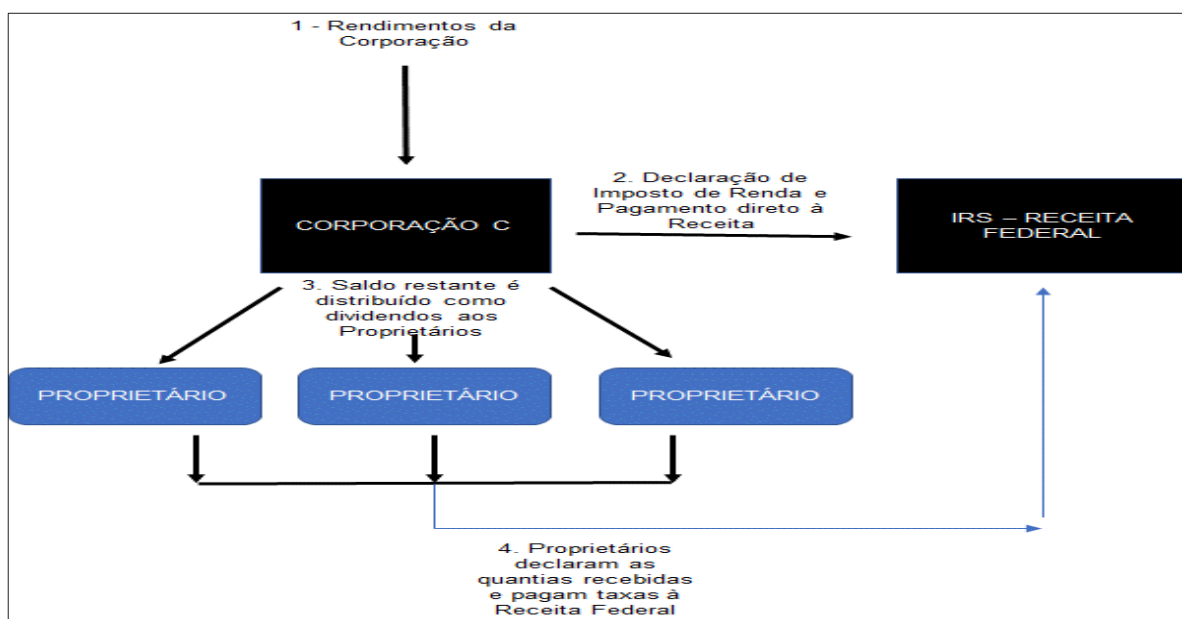 1 - Rendimentos da
Corporação
2. Declaração de
Imposto de Renda e
Pagamento direto à
Receita
CORPORAÇÃO C
IRS – RECEITA
FEDERAL
3. Saldo restante é
distribuído como
dividendos aos
Proprietários
PROPRIETÁRIO
PROPRIETÁRIO
PROPRIETÁRIO
4. Proprietários
declaram as
quantias recebidas
e pagam taxas à
Receita Federal